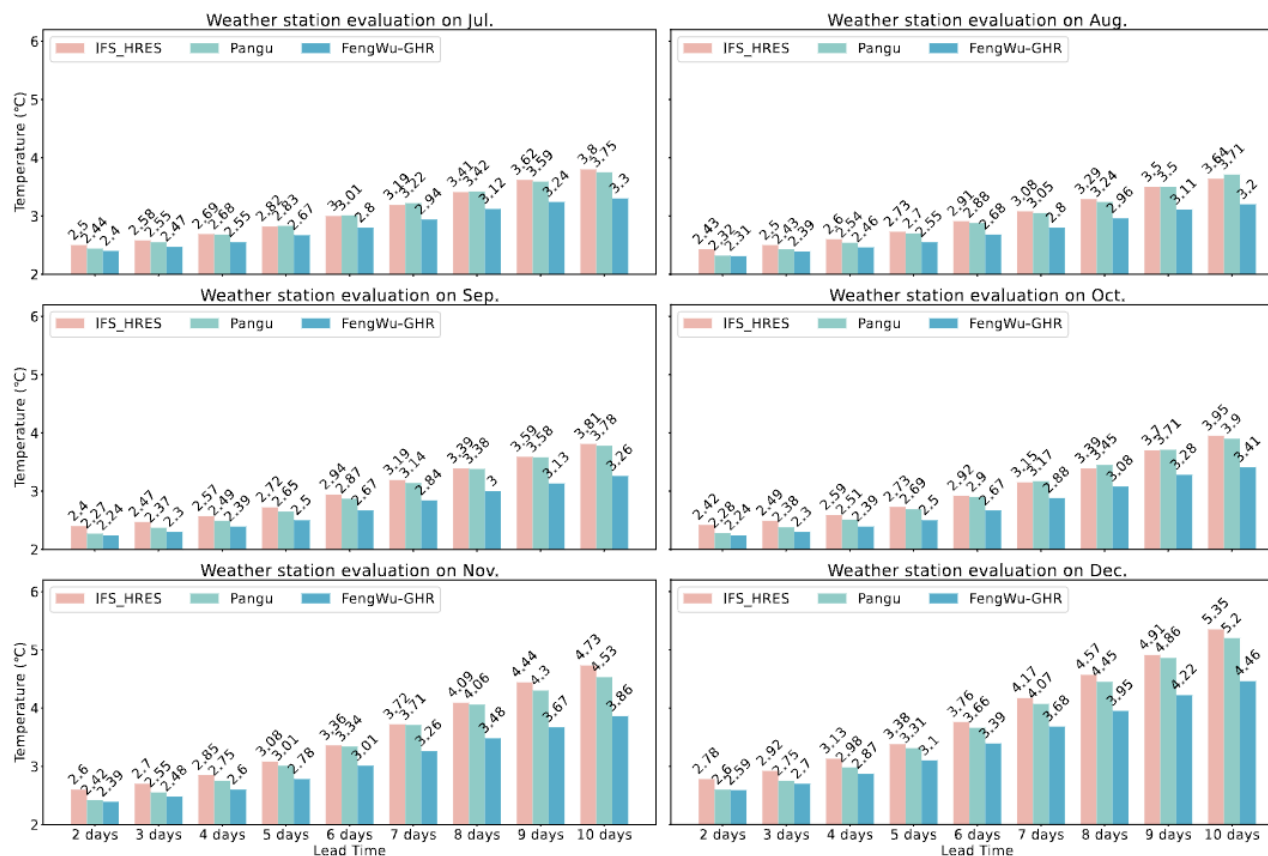 Weather station evaluation on Jul.
IFS_HRES Pangu FengWu-GHR
Temperature (℃)
6
5
4
3
2
2.5 2.44 2.4 2.58 2.55 2.47 2.69 2.68 2.55 2.82 2.83 2.67 3 3.01 2.8 3.19 3.22 2.94 3.41 3.42 3.12 3.62 3.59 3.24 3.8 3.75 3.3
Weather station evaluation on Aug.
IFS_HRES Pangu FengWu-GHR
2.43 2.32 2.31 2.5 2.43 2.39 2.6 2.54 2.46 2.73 2.7 2.55 2.91 2.88 2.68 3.08 3.05 2.8 3.29 3.24 2.96 3.5 3.5 3.11 3.64 3.71 3.2
Weather station evaluation on Sep.
IFS_HRES Pangu FengWu-GHR
Temperature (℃)
6
5
4
3
2
2.4 2.27 2.24 2.47 2.37 2.3 2.57 2.49 2.39 2.72 2.65 2.5 2.94 2.87 2.67 3.19 3.14 2.84 3.39 3.38 3 3.59 3.58 3.13 3.81 3.78 3.26
Weather station evaluation on Oct.
IFS_HRES Pangu FengWu-GHR
2.42 2.28 2.24 2.49 2.38 2.3 2.59 2.51 2.39 2.73 2.69 2.5 2.92 2.9 2.67 3.15 3.17 2.88 3.39 3.45 3.08 3.7 3.71 3.28 3.95 3.9 3.41
Weather station evaluation on Nov.
IFS_HRES Pangu FengWu-GHR
Temperature (℃)
6
5
4
3
2
2.6 2.42 2.39 2.7 2.55 2.48 2.85 2.75 2.6 3.08 3.01 2.78 3.36 3.34 3.01 3.72 3.71 3.26 4.09 4.06 3.48 4.44 4.3 3.67 4.73 4.53 3.86
2 days 3 days 4 days 5 days 6 days 7 days 8 days 9 days 10 days
Lead Time
Weather station evaluation on Dec.
IFS_HRES Pangu FengWu-GHR
2.78 2.6 2.59 2.92 2.75 2.7 3.13 2.98 2.87 3.38 3.31 3.1 3.76 3.66 3.39 4.17 4.07 3.68 4.57 4.45 3.95 4.91 4.86 4.22 5.35 5.2 4.46
2 days 3 days 4 days 5 days 6 days 7 days 8 days 9 days 10 days
Lead Time